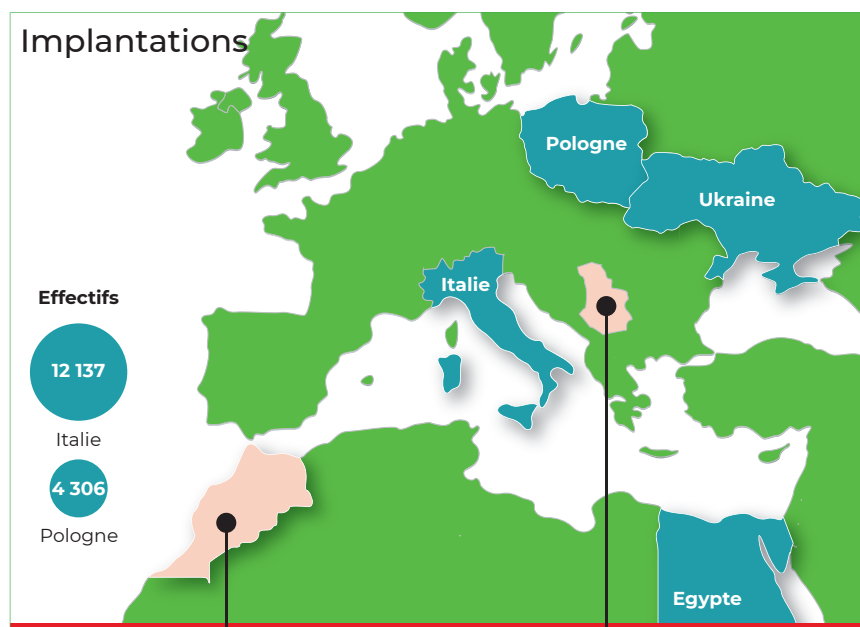 Implantations
Pologne
Ukraine
Italie
Effectifs
12 137
Italie
4 306
Pologne
Egypte